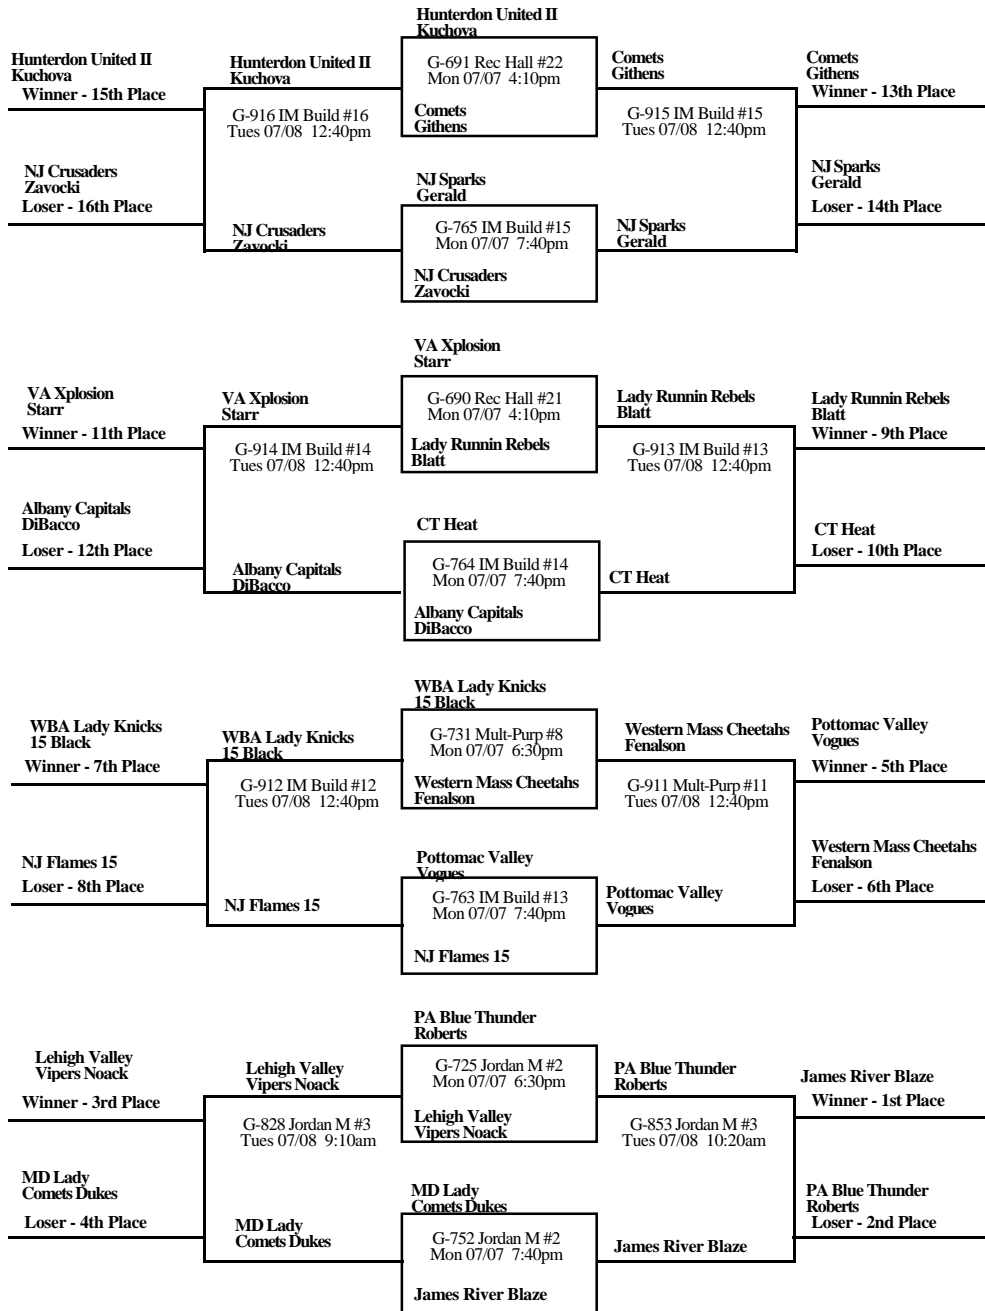 Hunterdon United II
Kuchova
Hunterdon United II
Kuchova
Winner - 15th Place
Hunterdon United II
Kuchova
G-691 Rec Hall #22
Mon 07/07 4:10pm
Comets
Githens
Comets
Githens
Comets
Githens
Winner - 13th Place
G-916 IM Build #16
Tues 07/08 12:40pm
G-915 IM Build #15
Tues 07/08 12:40pm
NJ Crusaders
Zavocki
Loser - 16th Place
NJ Sparks
Gerald
NJ Sparks
Gerald
Loser - 14th Place
NJ Crusaders
Zavocki
G-765 IM Build #15
Mon 07/07 7:40pm
NJ Crusaders
Zavocki
NJ Sparks
Gerald
VA Xplosion
Starr
VA Xplosion
Starr
Winner - 11th Place
VA Xplosion
Starr
G-690 Rec Hall #21
Mon 07/07 4:10pm
Lady Runnin Rebels
Blatt
Lady Runnin Rebels
Blatt
Lady Runnin Rebels
Blatt
Winner - 9th Place
G-914 IM Build #14
Tues 07/08 12:40pm
G-913 IM Build #13
Tues 07/08 12:40pm
Albany Capitals
DiBacco
Loser - 12th Place
CT Heat
CT Heat
Loser - 10th Place
Albany Capitals
DiBacco
G-764 IM Build #14
Mon 07/07 7:40pm
Albany Capitals
DiBacco
CT Heat
WBA Lady Knicks
15 Black
WBA Lady Knicks
15 Black
Winner - 7th Place
WBA Lady Knicks
15 Black
G-731 Mult-Purp #8
Mon 07/07 6:30pm
Western Mass Cheetahs
Fenalson
Western Mass Cheetahs
Fenalson
Pottomac Valley
Vogues
Winner - 5th Place
G-912 IM Build #12
Tues 07/08 12:40pm
G-911 Mult-Purp #11
Tues 07/08 12:40pm
NJ Flames 15
Loser - 8th Place
Pottomac Valley
Vogues
Western Mass Cheetahs
Fenalson
Loser - 6th Place
NJ Flames 15
G-763 IM Build #13
Mon 07/07 7:40pm
NJ Flames 15
Pottomac Valley
Vogues
PA Blue Thunder
Roberts
Lehigh Valley
Vipers Noack
Winner - 3rd Place
Lehigh Valley
Vipers Noack
G-725 Jordan M #2
Mon 07/07 6:30pm
Lehigh Valley
Vipers Noack
PA Blue Thunder
Roberts
James River Blaze
Winner - 1st Place
G-828 Jordan M #3
Tues 07/08 9:10am
G-853 Jordan M #3
Tues 07/08 10:20am
MD Lady
Comets Dukes
Loser - 4th Place
MD Lady
Comets Dukes
PA Blue Thunder
Roberts
Loser - 2nd Place
MD Lady
Comets Dukes
G-752 Jordan M #2
Mon 07/07 7:40pm
James River Blaze
James River Blaze